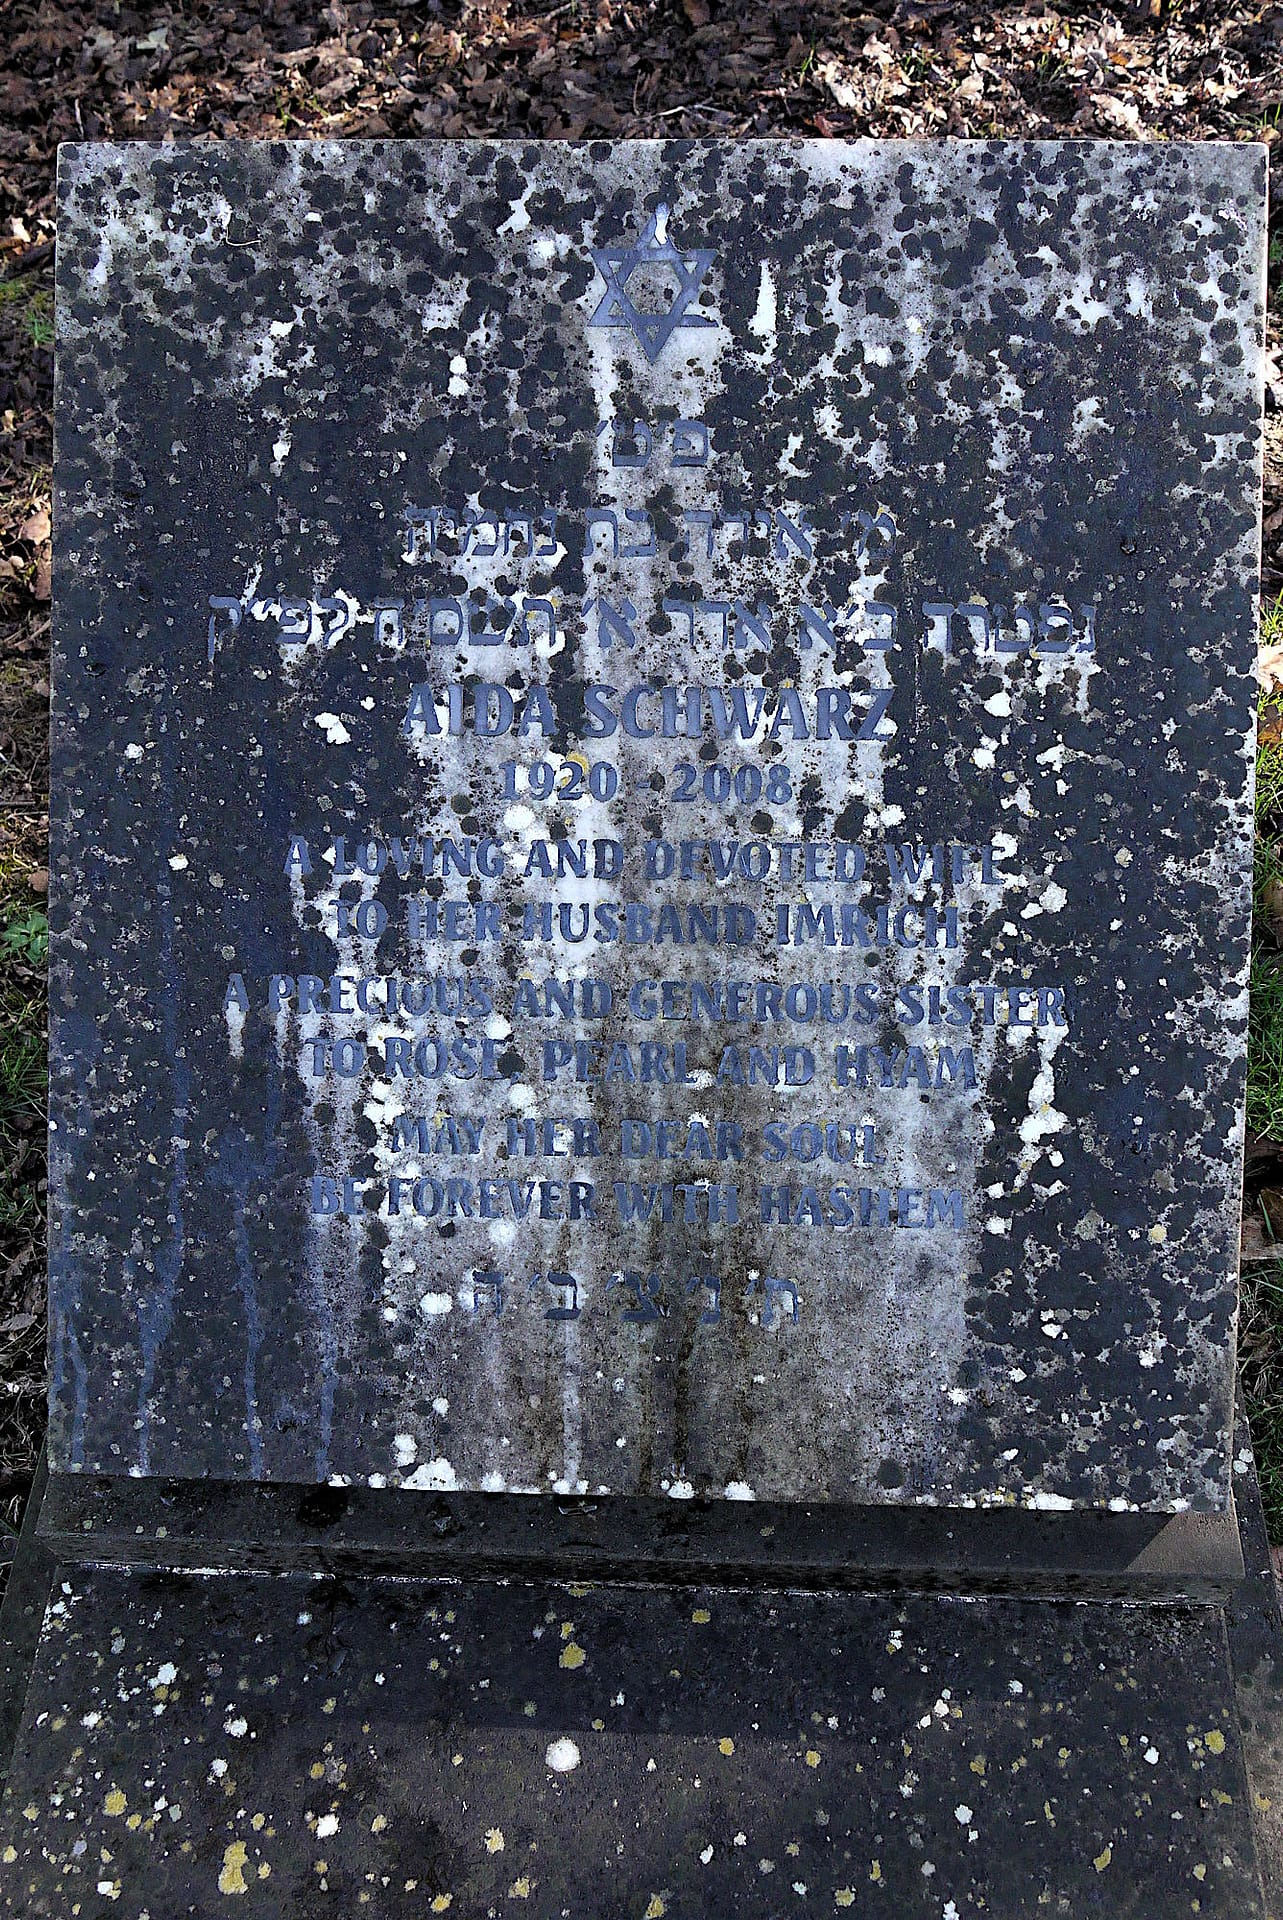 פ׳ט׳
מ׳ אידה בת נחמיה
נפטרה כ׳א אדר א׳ תשס׳ח לפ״ק
AIDA SCHWARZ
1920 - 2008
A LOVING AND DEVOTED WIFE
TO HER HUSBAND IMRICH
A PRECIOUS AND GENEROUS SISTER
TO ROSE, PEARL AND HYAM
MAY HER DEAR SOUL
BE FOREVER WITH HASHEM
ת׳ נ׳ צ׳ ב׳ ה